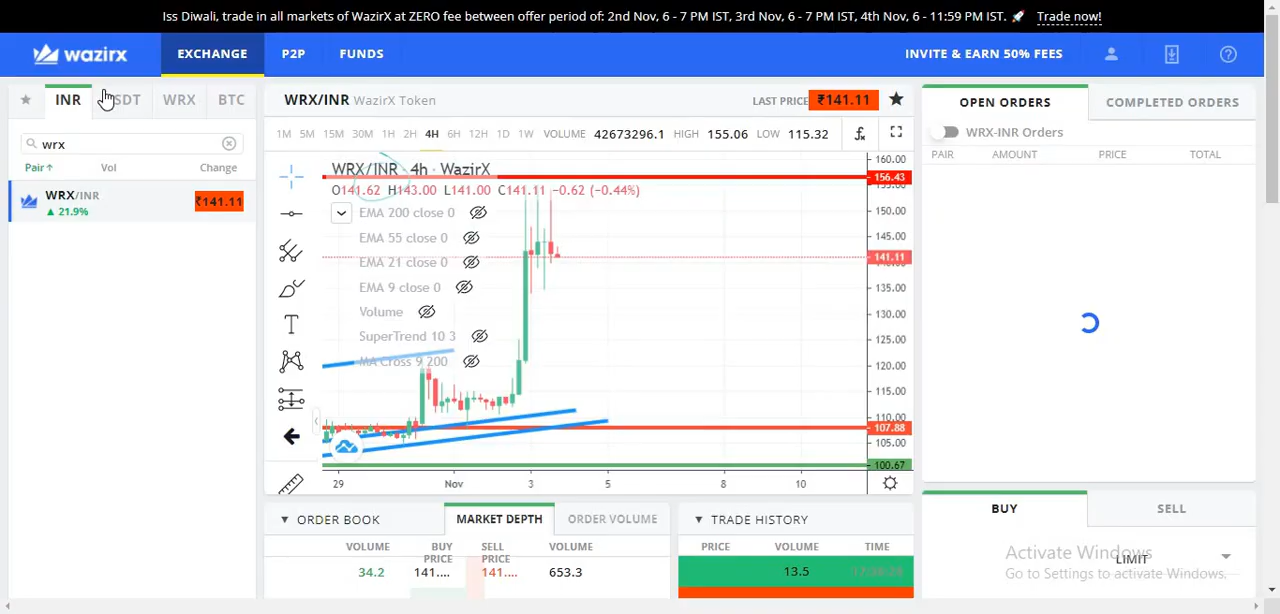 Iss Diwali, trade in all markets of WazirX at ZERO fee between offer period of: 2nd Nov, 6 - 7 PM IST, 3rd Nov, 6 - 7 PM IST, 4th Nov, 6 - 11:59 PM IST. 🚀 Trade now!
wazirx EXCHANGE P2P FUNDS INVITE & EARN 50% FEES
INR USDT WRX BTC
wrx
Pair Vol Change
WRX/INR ₹141.11
▲ 21.9%
WRX/INR WazirX Token LAST PRICE ₹141.11
1M 5M 15M 30M 1H 2H 4H 6H 12H 1D 1W VOLUME 42673296.1 HIGH 155.06 LOW 115.32
WRX/INR · 4h · WazirX
O141.62 H143.00 L141.00 C141.11 −0.62 (−0.44%)
EMA 200 close 0
EMA 55 close 0
EMA 21 close 0
EMA 9 close 0
Volume
SuperTrend 10 3
MA Cross 9 200
160.00
156.43
155.00
150.00
145.00
141.11
140.00
135.00
130.00
125.00
120.00
115.00
110.00
107.88
105.00
100.67
29 Nov 3 5 8 10
OPEN ORDERS COMPLETED ORDERS
WRX-INR Orders
PAIR AMOUNT PRICE TOTAL
▼ ORDER BOOK MARKET DEPTH ORDER VOLUME
VOLUME BUY PRICE SELL PRICE VOLUME
34.2 141.... 141.... 653.3
▼ TRADE HISTORY
PRICE VOLUME TIME
13.5
BUY SELL
LIMIT
Activate Windows
Go to Settings to activate Windows.